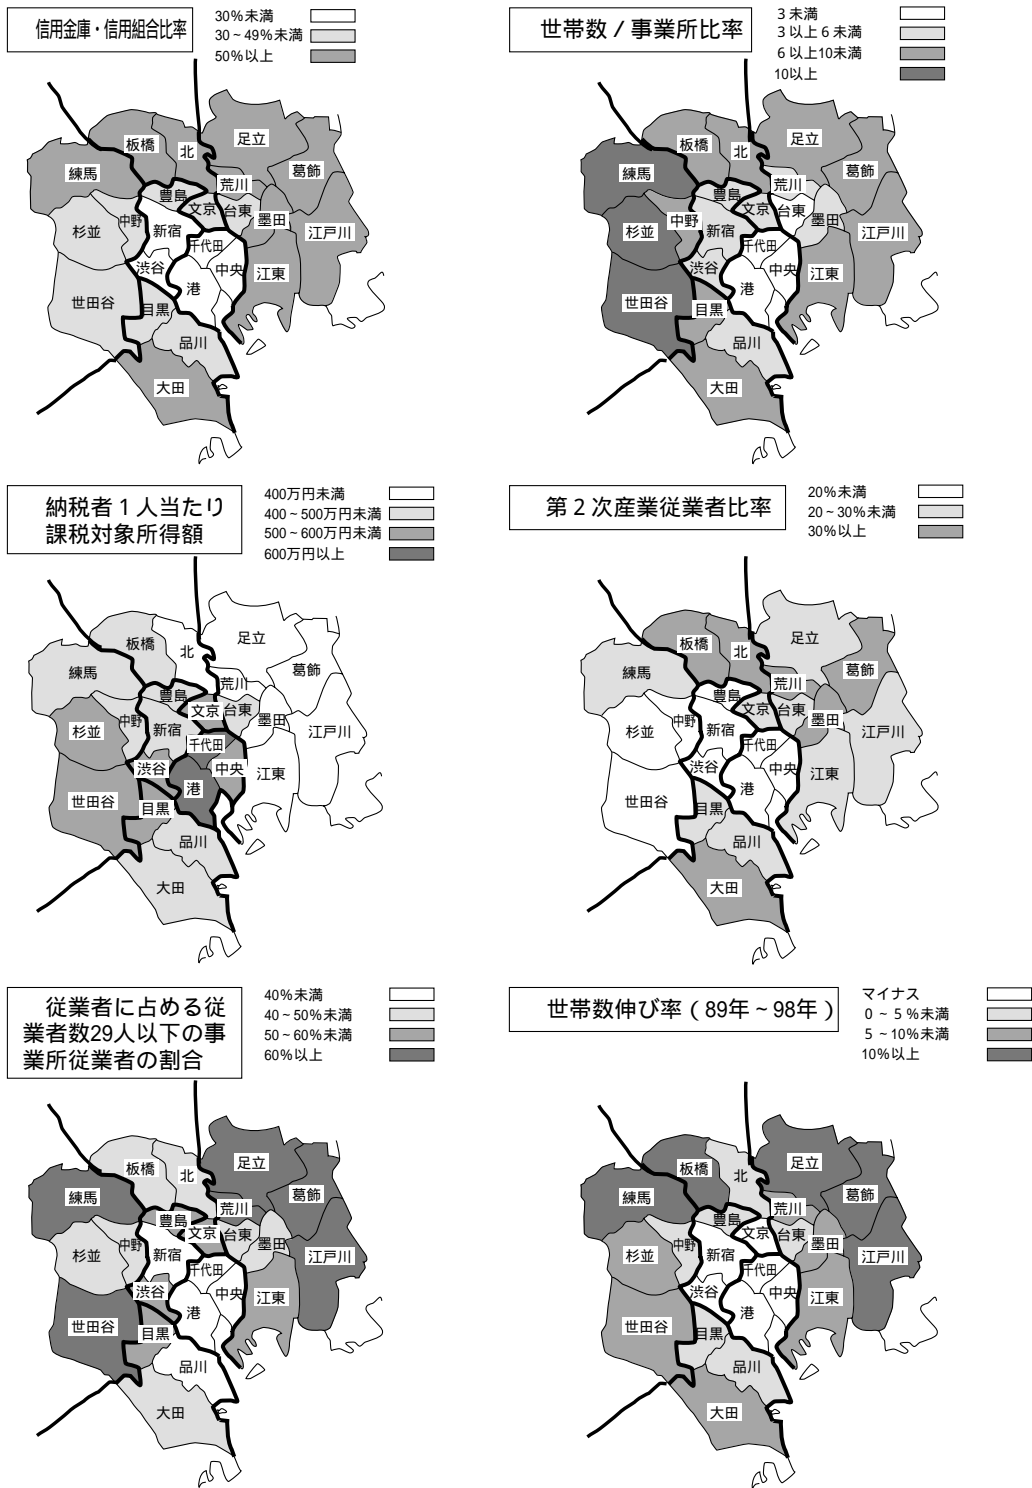 信用金庫・信用組合比率
30%未満
30~49%未満
50%以上
板橋
北
足立
練馬
葛飾
荒川
豊島
文京
台東
墨田
杉並
中野
新宿
江戸川
千代田
渋谷
中央
江東
港
世田谷
目黒
品川
大田
世帯数/事業所比率
3未満
3以上6未満
6以上10未満
10以上
板橋
北
足立
練馬
葛飾
荒川
豊島
文京
台東
墨田
杉並
中野
新宿
江戸川
千代田
渋谷
中央
江東
港
世田谷
目黒
品川
大田
納税者1人当たり
課税対象所得額
400万円未満
400~500万円未満
500~600万円未満
600万円以上
板橋
北
足立
練馬
葛飾
荒川
豊島
文京
台東
墨田
杉並
中野
新宿
江戸川
千代田
渋谷
中央
江東
港
世田谷
目黒
品川
大田
第2次産業従業者比率
20%未満
20~30%未満
30%以上
板橋
北
足立
練馬
葛飾
荒川
豊島
文京
台東
墨田
杉並
中野
新宿
江戸川
千代田
渋谷
中央
江東
港
世田谷
目黒
品川
大田
従業者に占める従
業者数29人以下の事
業所従業者の割合
40%未満
40~50%未満
50~60%未満
60%以上
板橋
北
足立
練馬
葛飾
荒川
豊島
文京
台東
墨田
杉並
中野
新宿
江戸川
千代田
渋谷
中央
江東
港
世田谷
目黒
品川
大田
世帯数伸び率(89年~98年)
マイナス
0~5%未満
5~10%未満
10%以上
板橋
北
足立
練馬
葛飾
荒川
豊島
文京
台東
墨田
杉並
中野
新宿
江戸川
千代田
渋谷
中央
江東
港
世田谷
目黒
品川
大田